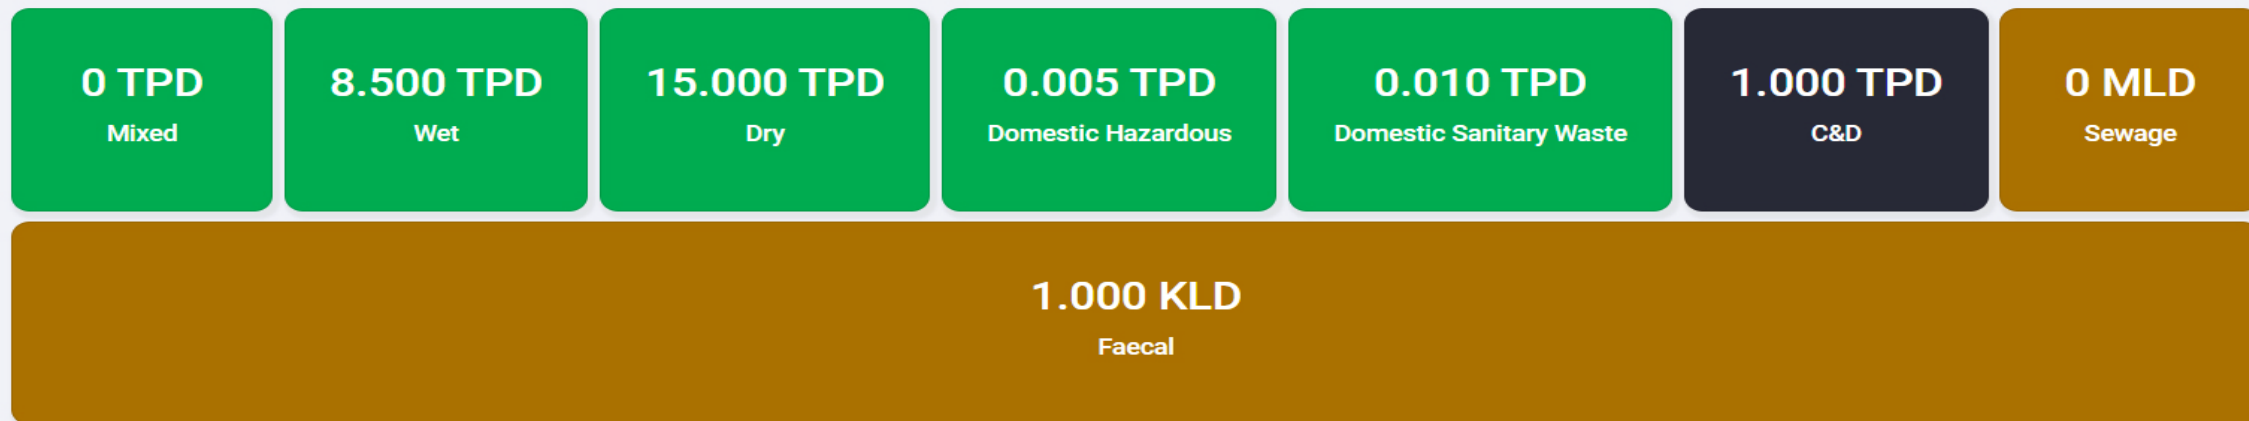 0 TPD
Mixed
8.500 TPD
Wet
15.000 TPD
Dry
0.005 TPD
Domestic Hazardous
0.010 TPD
Domestic Sanitary Waste
1.000 TPD
C&D
0 MLD
Sewage
1.000 KLD
Faecal